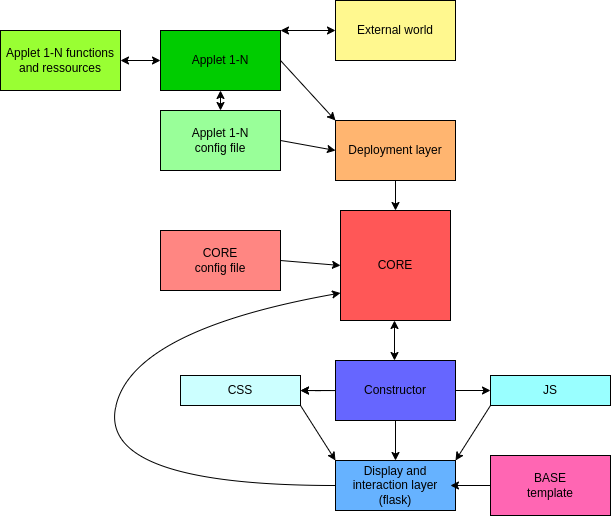 External world
Applet 1-N functions
and ressources
Applet 1-N
Applet 1-N
config file
Deployment layer
CORE
config file
CORE
CSS
Constructor
JS
Display and
interaction layer
(flask)
BASE
template